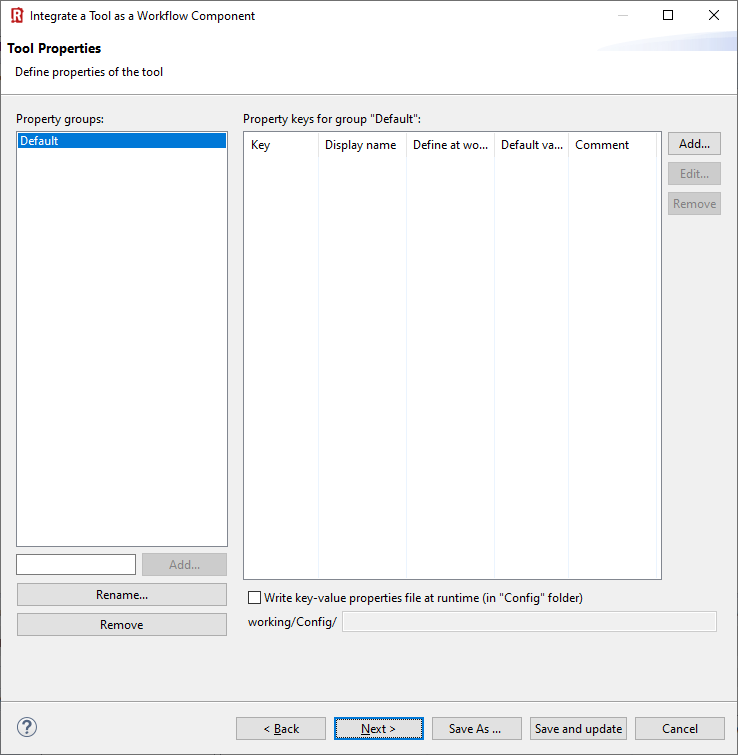 Integrate a Tool as a Workflow Component
Tool Properties
Define properties of the tool
Property groups:
Default
Add...
Rename...
Remove
Property keys for group "Default":
Key Display name Define at wo... Default va... Comment
Add...
Edit...
Remove
Write key-value properties file at runtime (in "Config" folder)
working/Config/
? < Back Next > Save As ... Save and update Cancel